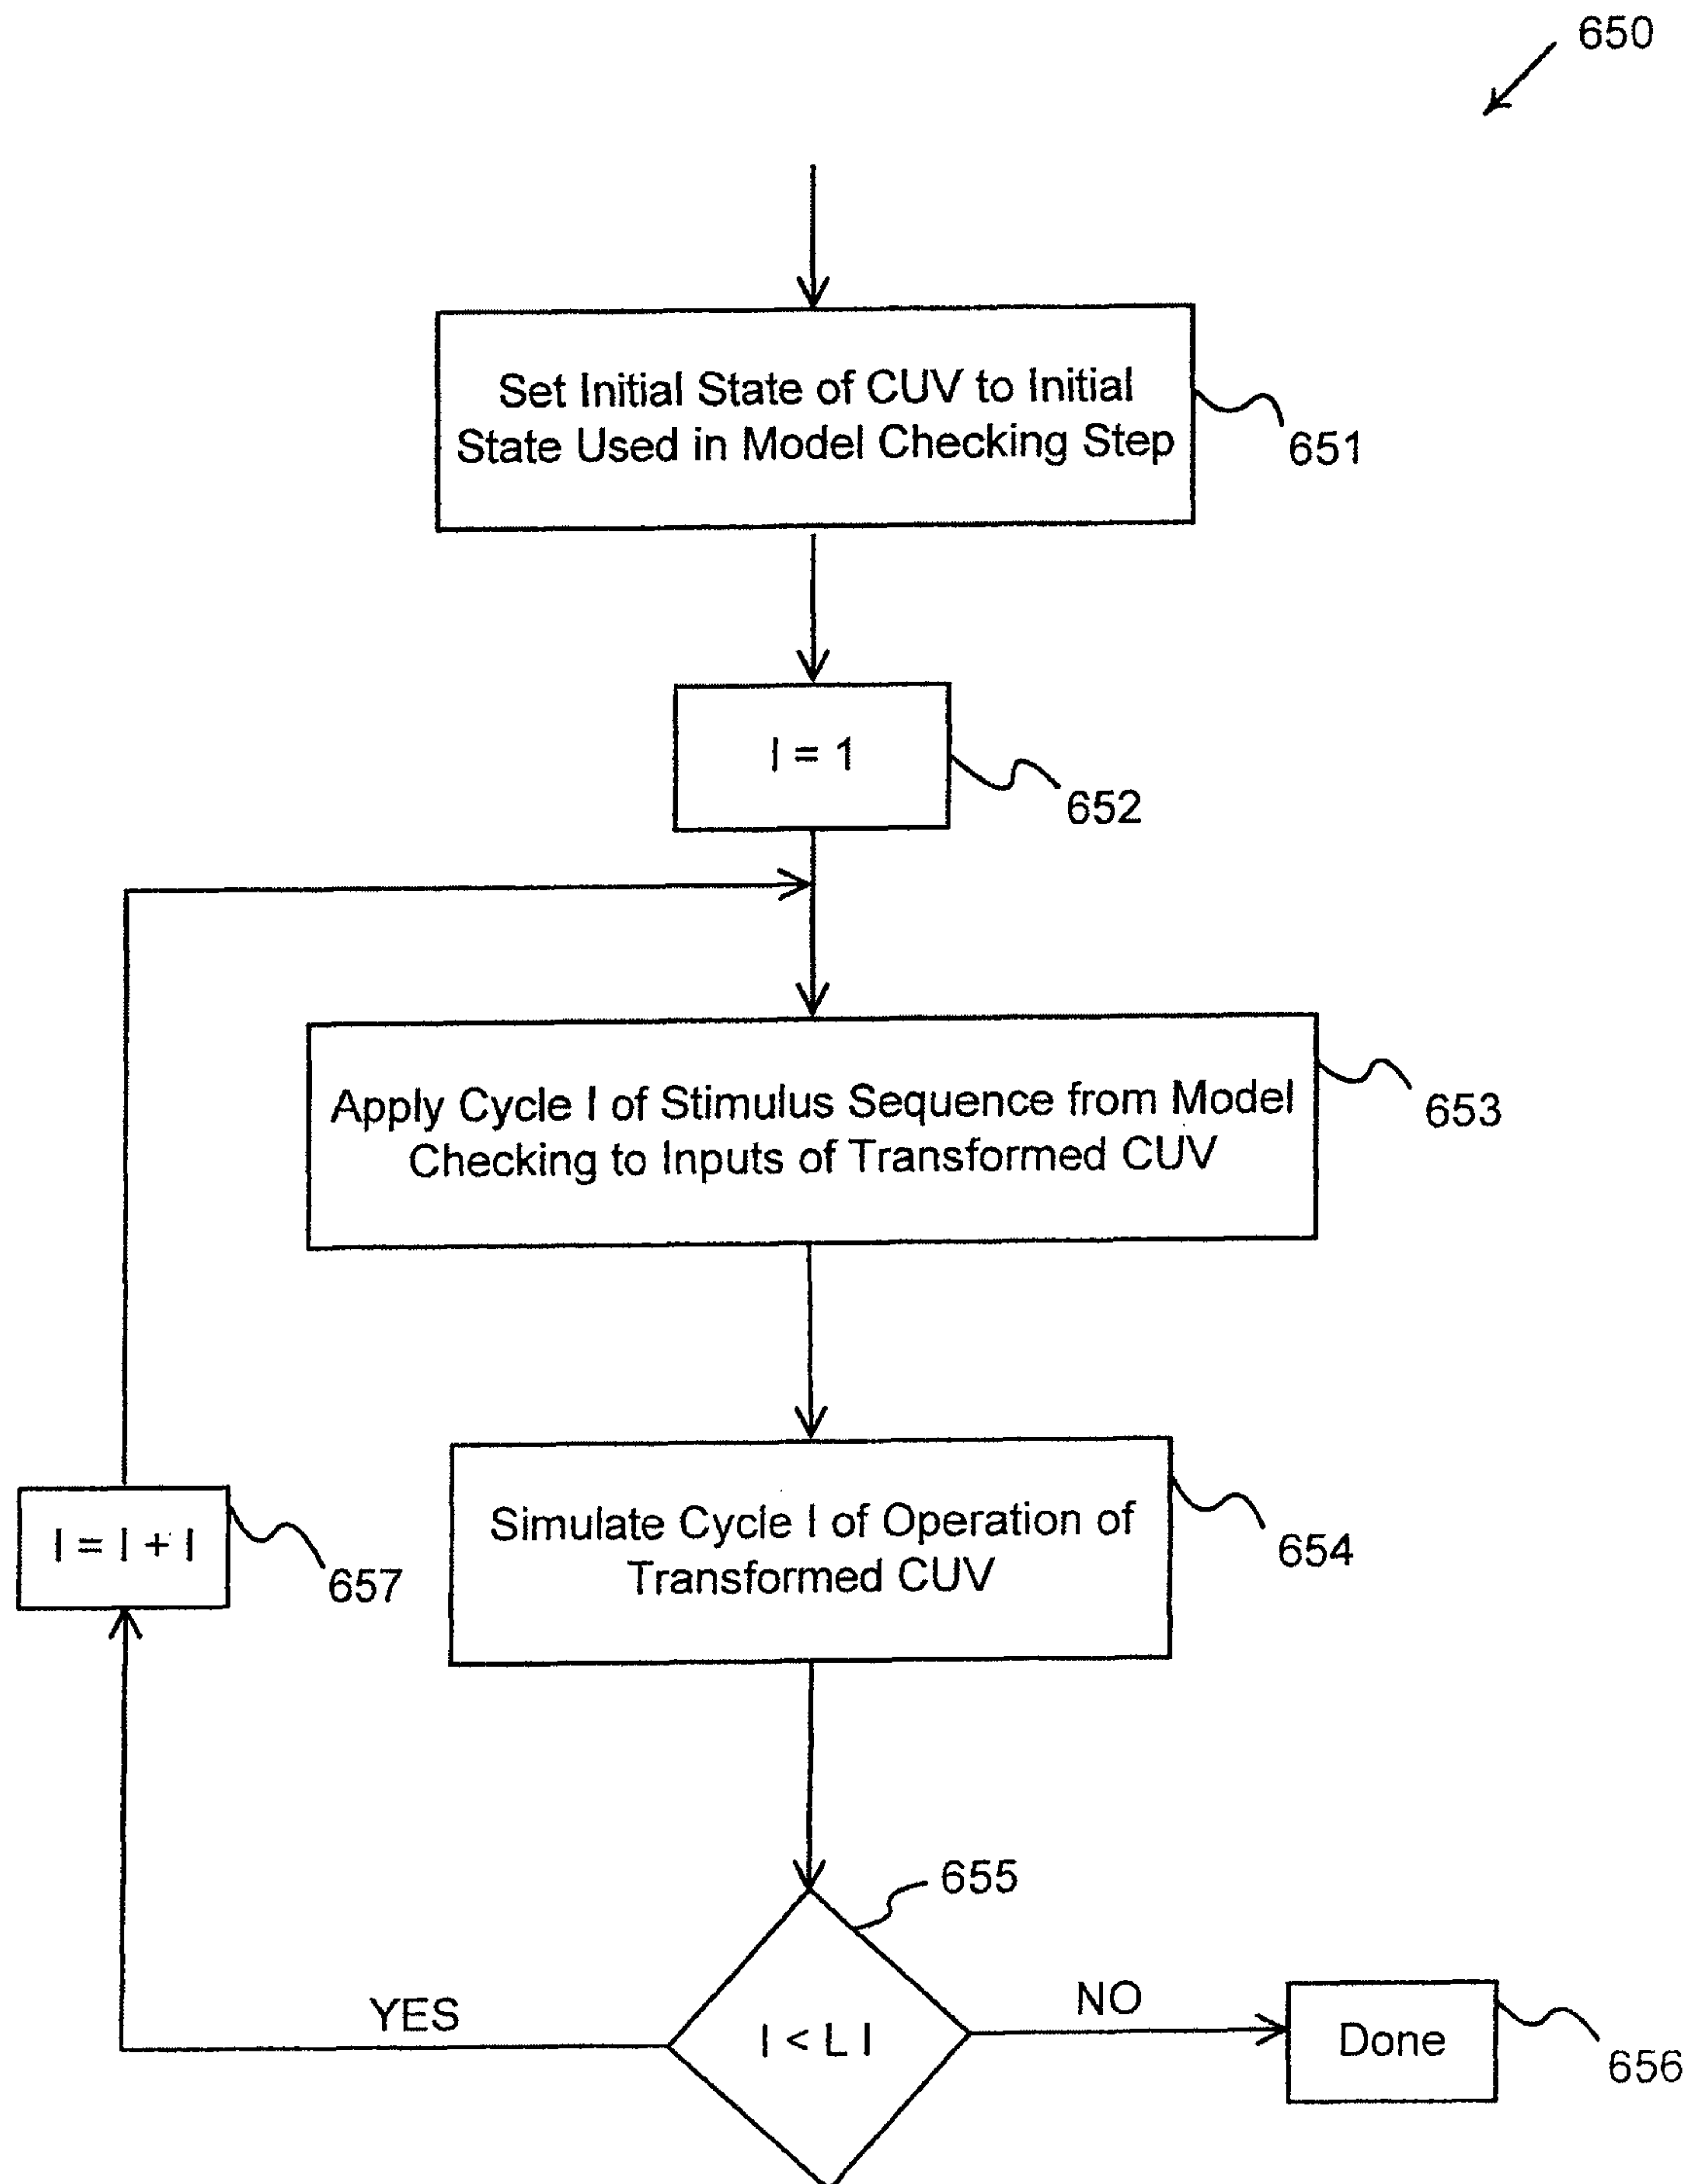 650
Set Initial State of CUV to Initial
State Used in Model Checking Step
651
I = 1
652
Apply Cycle I of Stimulus Sequence from Model
Checking to Inputs of Transformed CUV
653
Simulate Cycle I of Operation of
Transformed CUV
654
I = I + I
657
655
YES
I < L I
NO
Done
656